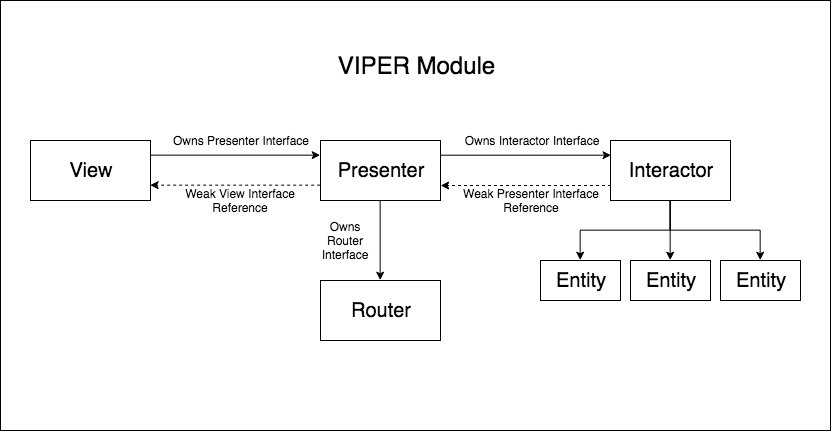 VIPER Module
Owns Presenter Interface
Owns Interactor Interface
View
Presenter
Interactor
Weak View Interface
Reference
Weak Presenter Interface
Reference
Owns
Router
Interface
Entity
Entity
Entity
Router